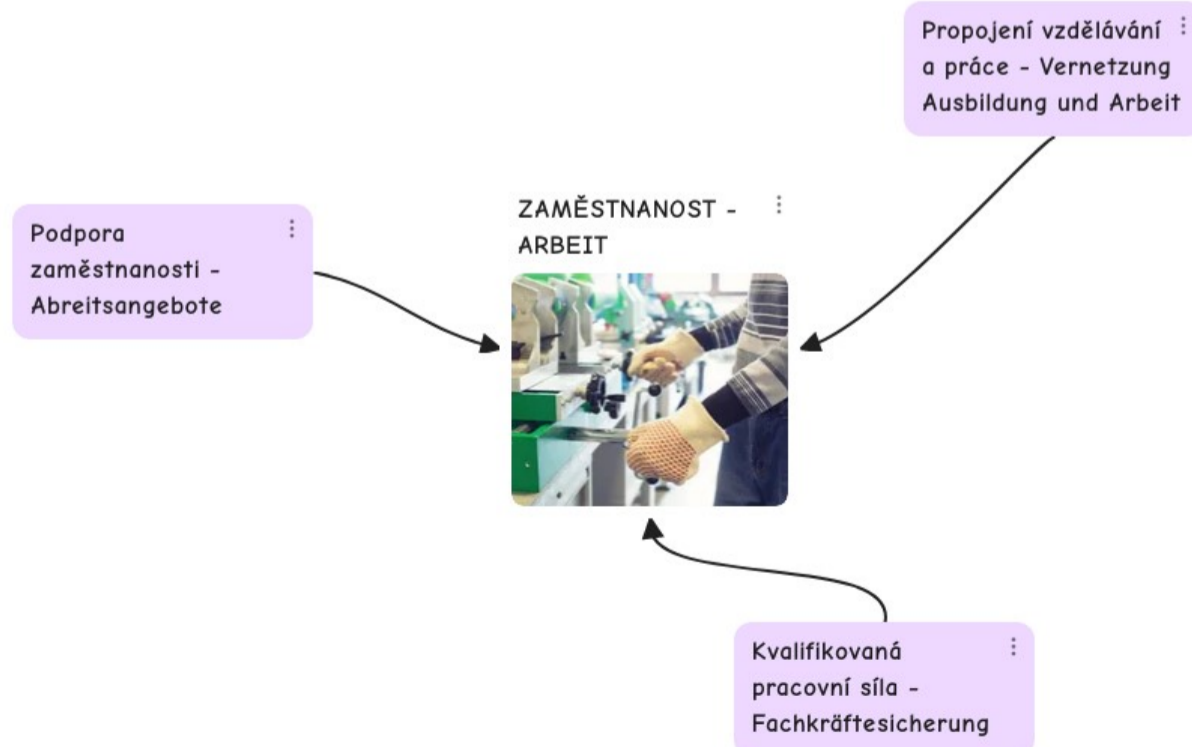 Propojení vzdělávání
a práce - Vernetzung
Ausbildung und Arbeit
ZAMĚSTNANOST -
ARBEIT
Podpora
zaměstnanosti -
Abreitsangebote
Kvalifikovaná
pracovní síla -
Fachkräftesicherung